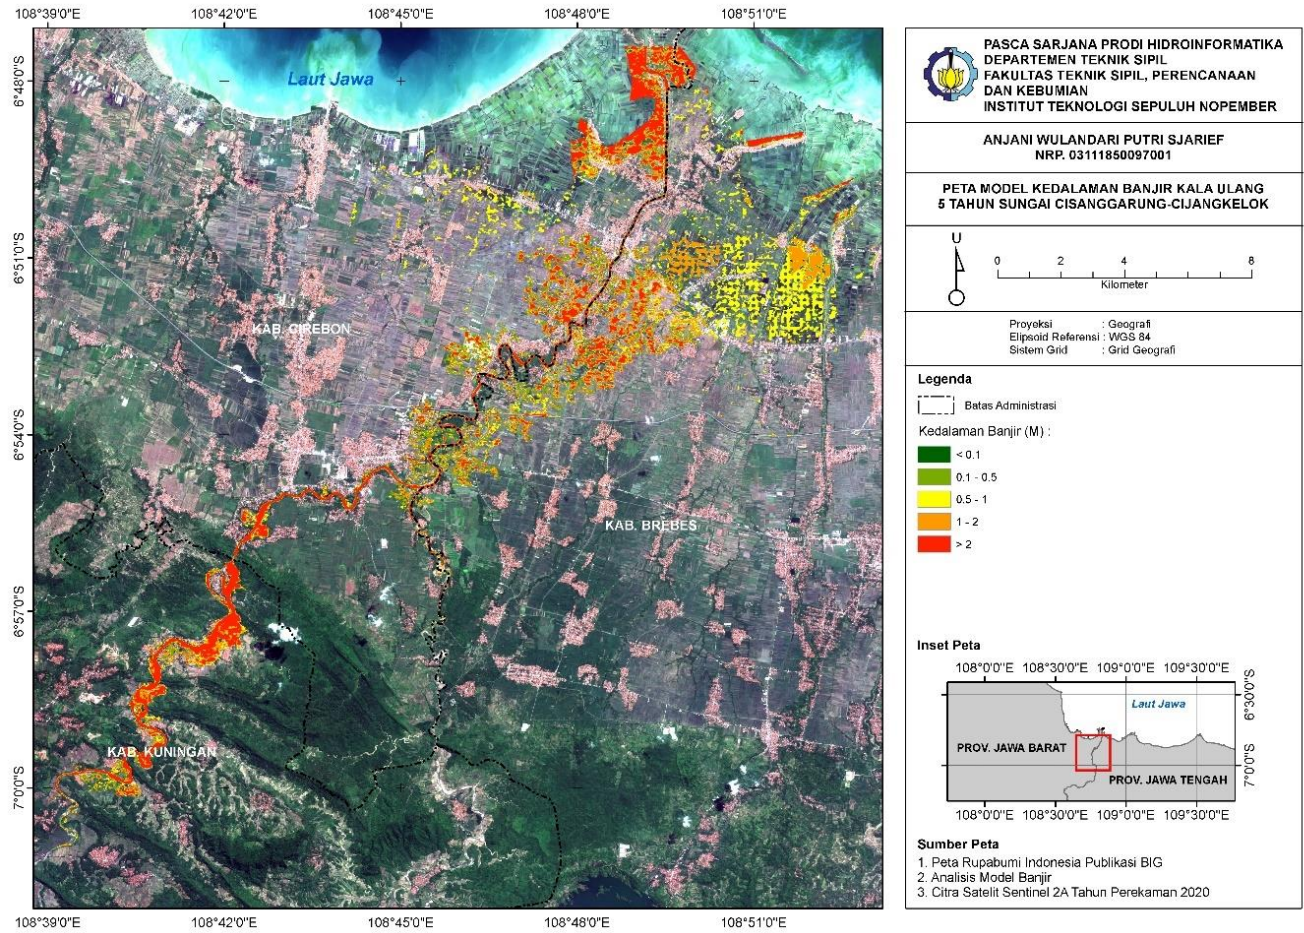 108°39'0"E 108°42'0"E 108°45'0"E 108°48'0"E 108°51'0"E
6°48'0"S
6°51'0"S
6°54'0"S
6°57'0"S
7°0'0"S
Laut Jawa
KAB. CIREBON
KAB. BREBES
KAB. KUNINGAN
108°39'0"E 108°42'0"E 108°45'0"E 108°48'0"E 108°51'0"E
PASCA SARJANA PRODI HIDROINFORMATIKA
DEPARTEMEN TEKNIK SIPIL
FAKULTAS TEKNIK SIPIL, PERENCANAAN
DAN KEBUMIAN
INSTITUT TEKNOLOGI SEPULUH NOPEMBER
ANJANI WULANDARI PUTRI SJARIEF
NRP. 03111850097001
PETA MODEL KEDALAMAN BANJIR KALA ULANG
5 TAHUN SUNGAI CISANGGARUNG-CIJANGKELOK
U
0 2 4 8
Kilometer
Proyeksi : Geografi
Elipsoid Referensi : WGS 84
Sistem Grid : Grid Geografi
Legenda
Batas Administrasi
Kedalaman Banjir (M) :
< 0.1
0.1 - 0.5
0.5 - 1
1 - 2
> 2
Inset Peta
108°0'0"E 108°30'0"E 109°0'0"E 109°30'0"E
6°30'0"S
7°0'0"S
Laut Jawa
PROV. JAWA BARAT
PROV. JAWA TENGAH
108°0'0"E 108°30'0"E 109°0'0"E 109°30'0"E
Sumber Peta
1. Peta Rupabumi Indonesia Publikasi BIG
2. Analisis Model Banjir
3. Citra Satelit Sentinel 2A Tahun Perekaman 2020